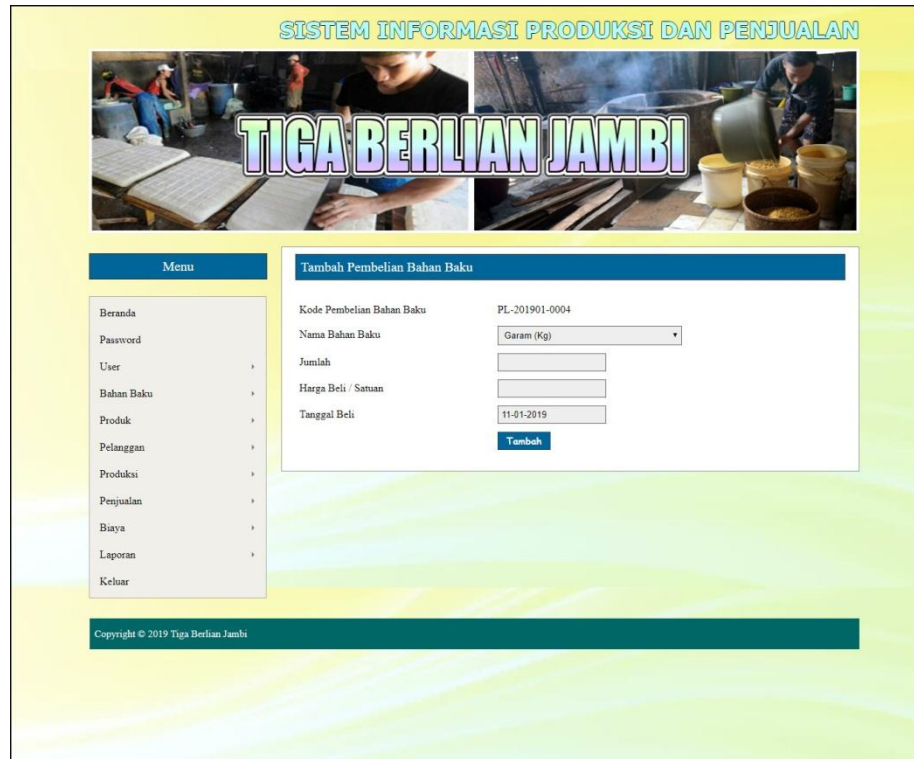 SISTEM INFORMASI PRODUKSI DAN PENJUALAN
TIGA BERLIAN JAMBI
Menu
Beranda
Password
User
Bahan Baku
Produk
Pelanggan
Produksi
Penjualan
Biaya
Laporan
Keluar
Tambah Pembelian Bahan Baku
Kode Pembelian Bahan Baku PL-201901-0004
Nama Bahan Baku Garam (Kg)
Jumlah
Harga Beli / Satuan
Tanggal Beli 11-01-2019
Tambah
Copyright © 2019 Tiga Berlian Jambi